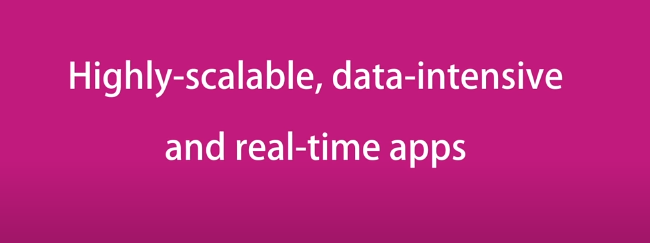 Highly-scalable, data-intensive
and real-time apps